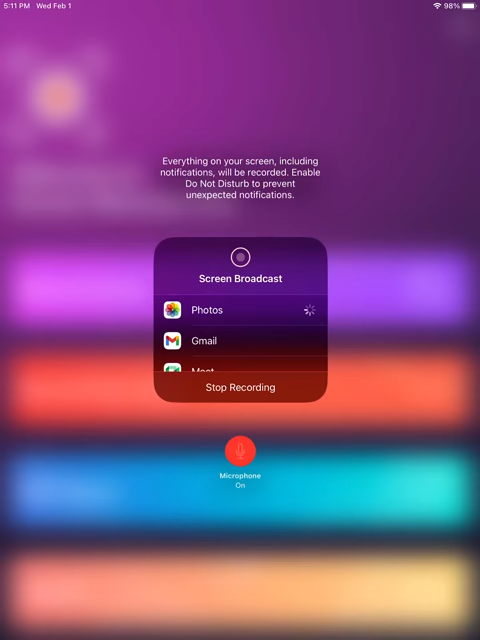 5:11 PM Wed Feb 1 98%
Everything on your screen, including
notifications, will be recorded. Enable
Do Not Disturb to prevent
unexpected notifications.
Screen Broadcast
Photos
Gmail
Meet
Stop Recording
Microphone
On